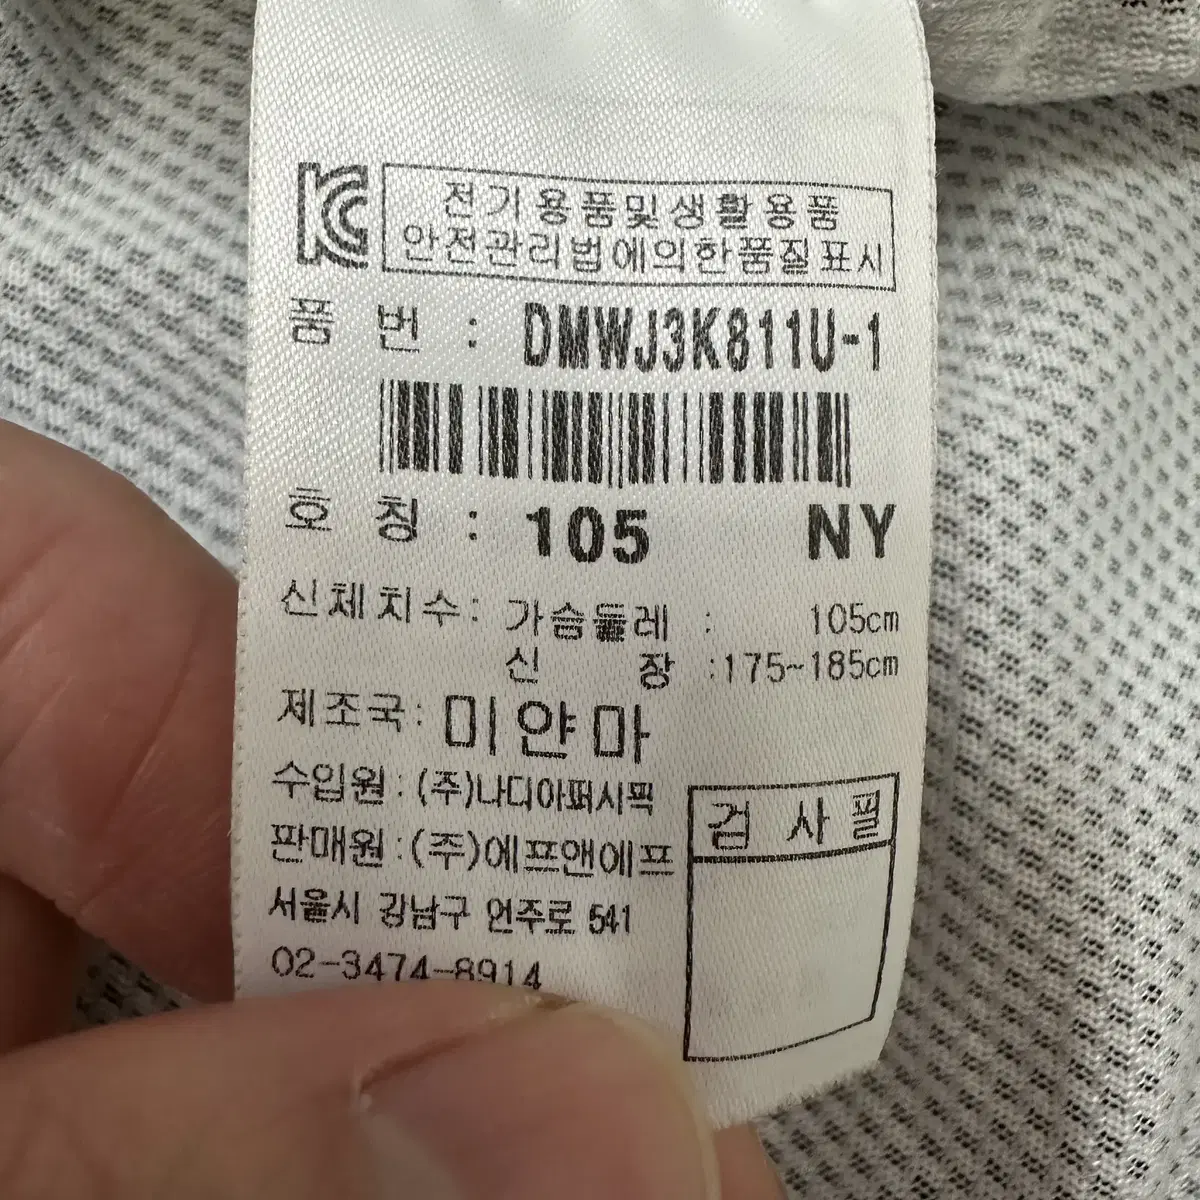 KC 전기용품및생활용품
안전관리법에의한품질표시
품 번 : DMWJ3K811U-1
호 칭 : 105 NY
신체치수: 가슴둘레 : 105cm
신 장 :175~185cm
제조국: 미얀마
수입원 : (주)나디아퍼시픽
판매원 : (주)에프앤에프
검 사 필
서울시 강남구 언주로 541
02-3474-8914